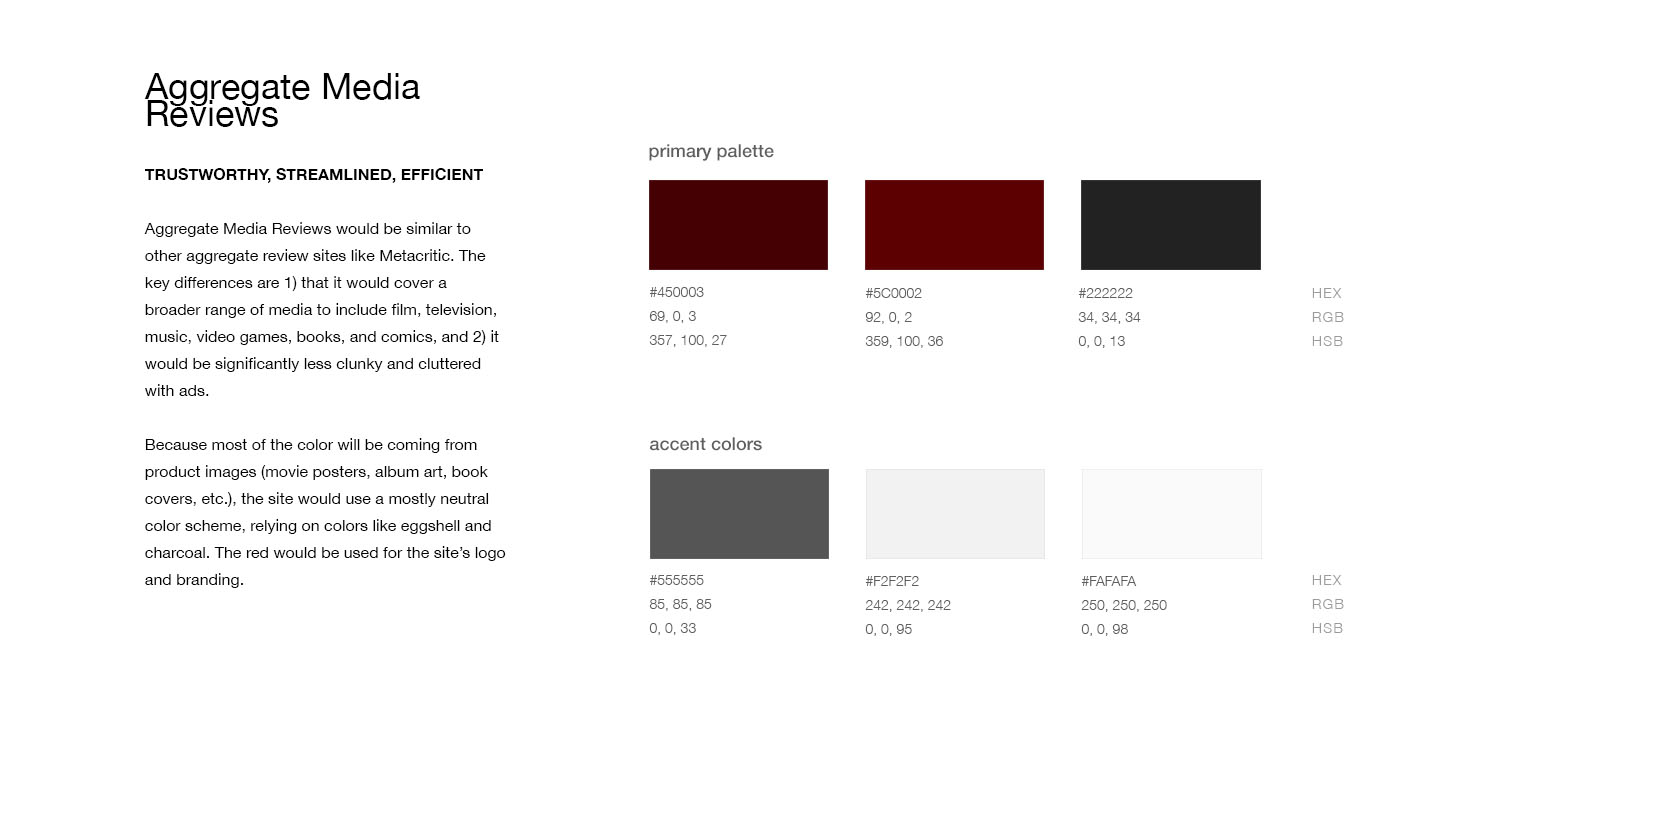 Aggregate Media
Reviews
TRUSTWORTHY, STREAMLINED, EFFICIENT
Aggregate Media Reviews would be similar to
other aggregate review sites like Metacritic. The
key differences are 1) that it would cover a
broader range of media to include film, television,
music, video games, books, and comics, and 2) it
would be significantly less clunky and cluttered
with ads.
Because most of the color will be coming from
product images (movie posters, album art, book
covers, etc.), the site would use a mostly neutral
color scheme, relying on colors like eggshell and
charcoal. The red would be used for the site’s logo
and branding.
primary palette
#450003 #5C0002 #222222 HEX
69, 0, 3 92, 0, 2 34, 34, 34 RGB
357, 100, 27 359, 100, 36 0, 0, 13 HSB
accent colors
#555555 #F2F2F2 #FAFAFA HEX
85, 85, 85 242, 242, 242 250, 250, 250 RGB
0, 0, 33 0, 0, 95 0, 0, 98 HSB